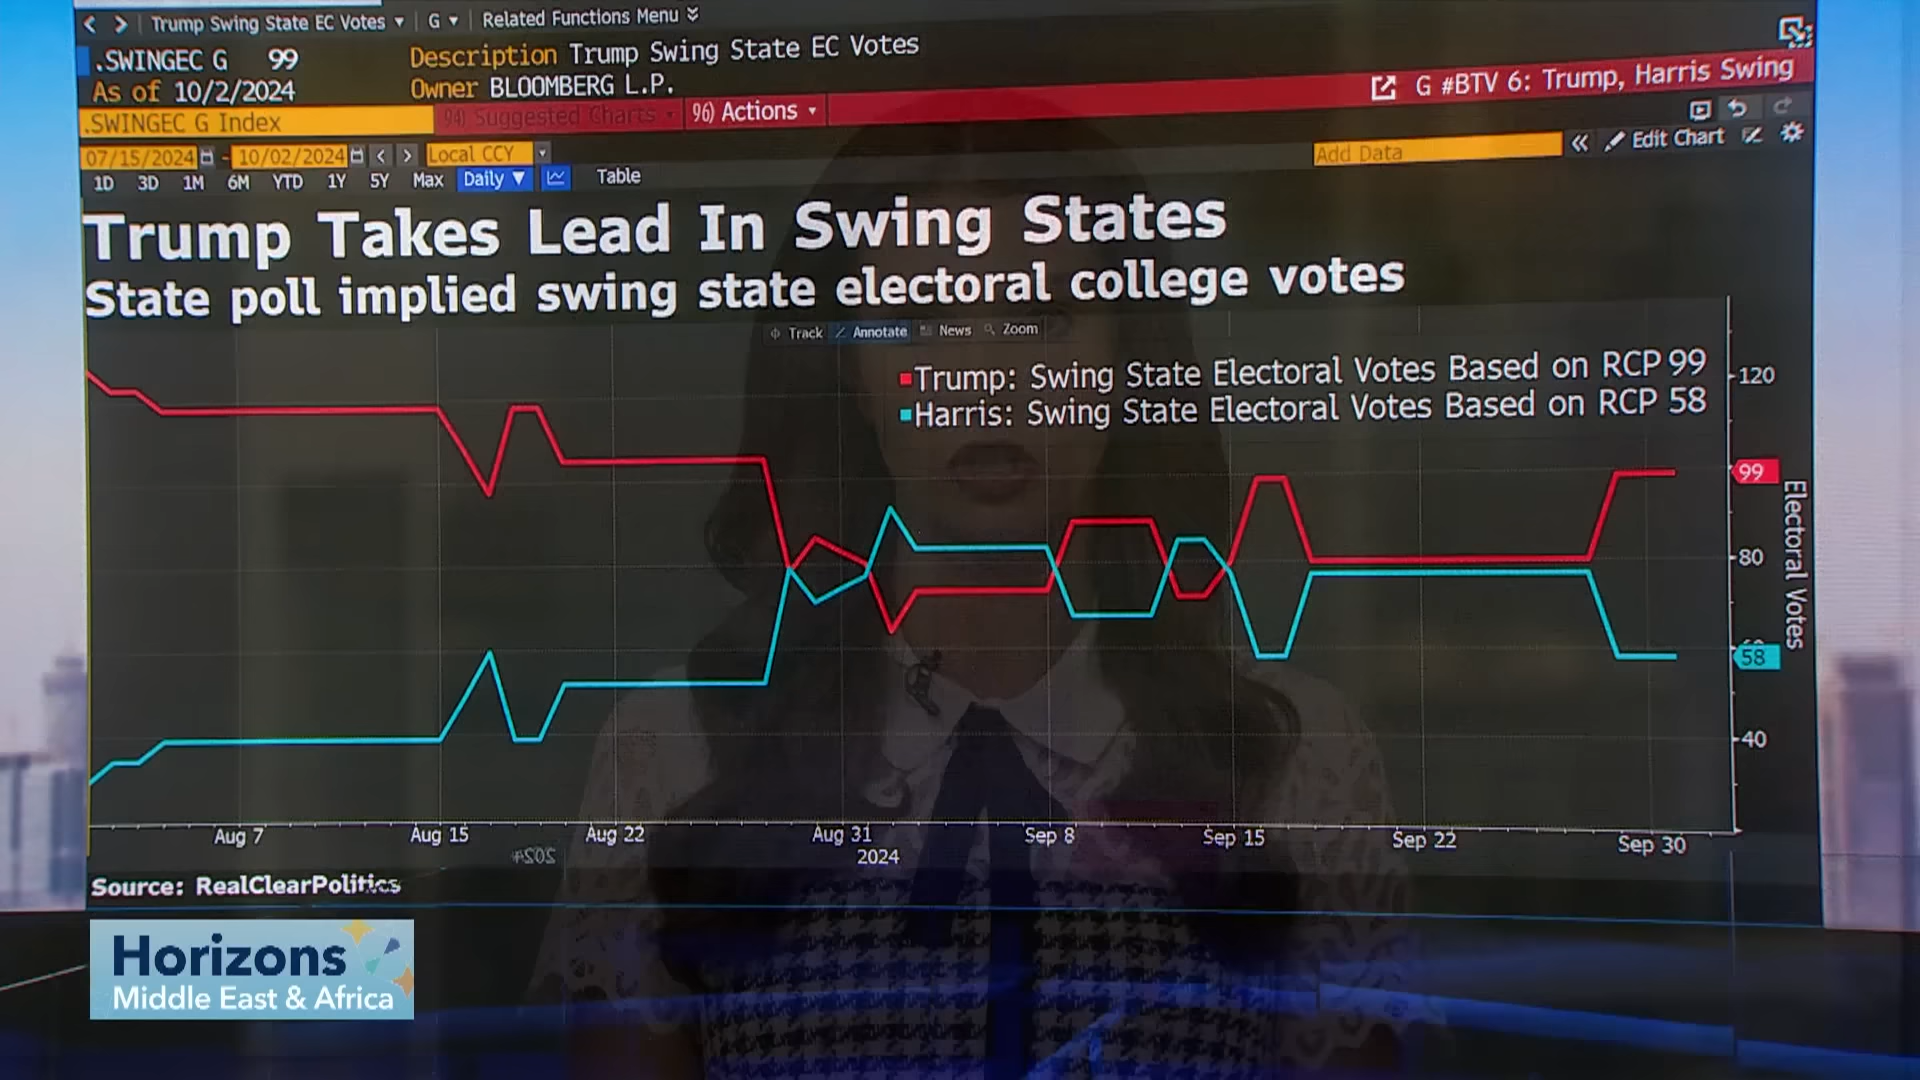 Trump Swing State EC Votes G Related Functions Menu
.SWINGEC G 99 Description Trump Swing State EC Votes
As of 10/2/2024 Owner BLOOMBERG L.P.
G #BTV 6: Trump, Harris Swing
.SWINGEC G Index 94) Suggested Charts 96) Actions
07/15/2024 - 10/02/2024 Local CCY Add Data « Edit Chart
1D 3D 1M 6M YTD 1Y 5Y Max Daily ▼ Table
Trump Takes Lead In Swing States
State poll implied swing state electoral college votes
Track Annotate News Zoom
Trump: Swing State Electoral Votes Based on RCP 99
Harris: Swing State Electoral Votes Based on RCP 58
120
99
80
58
40
Electoral Votes
Aug 7 Aug 15 Aug 22 Aug 31 Sep 8 Sep 15 Sep 22 Sep 30
2024
2024
Source: RealClearPolitics
Horizons
Middle East & Africa